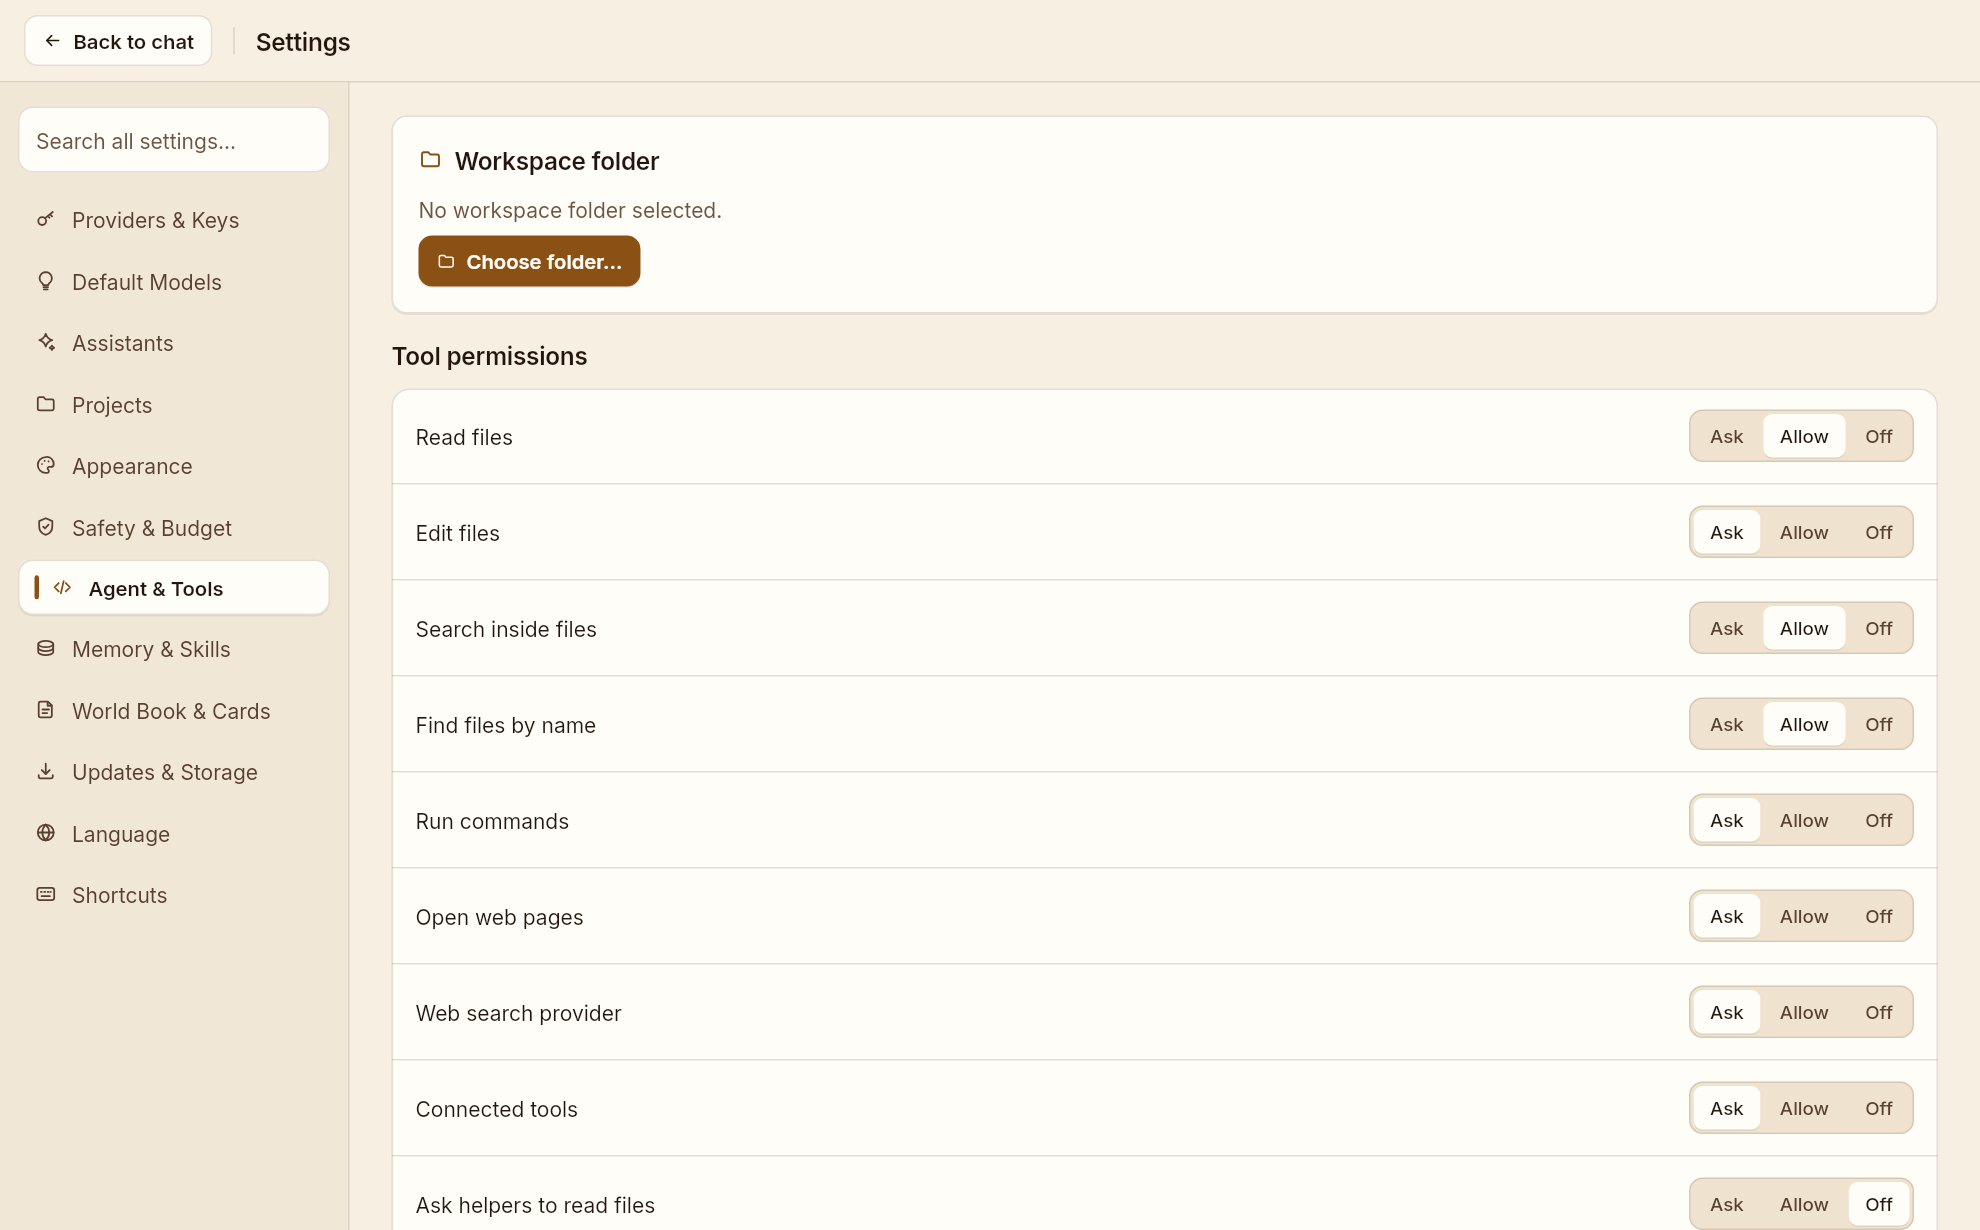 Back to chat
Settings
Search all settings...
Providers & Keys
Default Models
Assistants
Projects
Appearance
Safety & Budget
Agent & Tools
Memory & Skills
World Book & Cards
Updates & Storage
Language
Shortcuts
Workspace folder
No workspace folder selected.
Choose folder...
Tool permissions
Read files Ask Allow Off
Edit files Ask Allow Off
Search inside files Ask Allow Off
Find files by name Ask Allow Off
Run commands Ask Allow Off
Open web pages Ask Allow Off
Web search provider Ask Allow Off
Connected tools Ask Allow Off
Ask helpers to read files Ask Allow Off